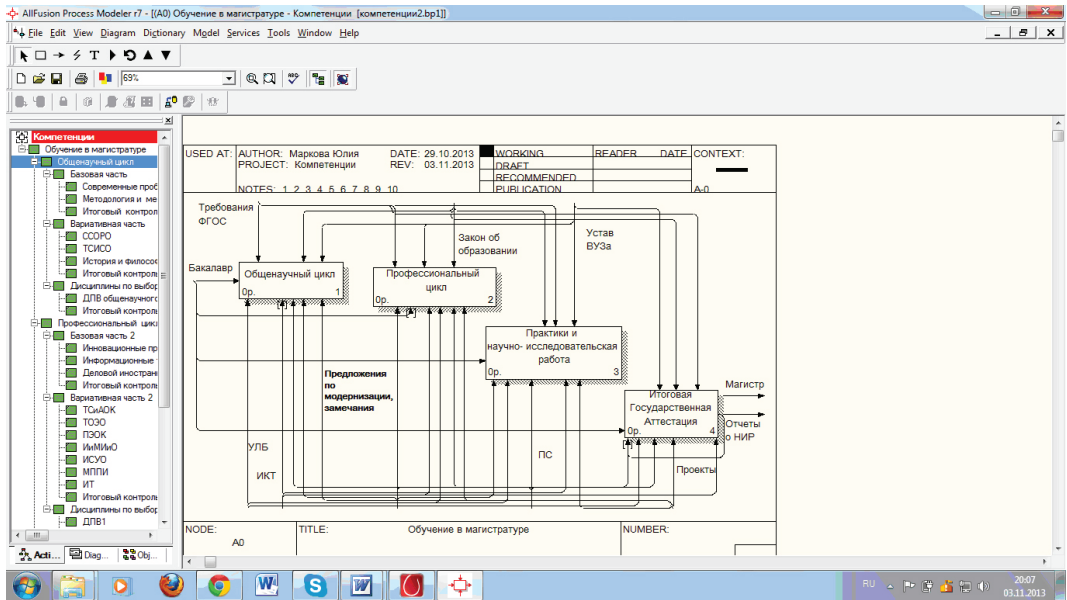 AllFusion Process Modeler r7 - [(A0) Обучение в магистратуре - Компетенции [компетенции2.bp1]]
File Edit View Diagram Dictionary Model Services Tools Window Help
69%
Компетенции
Обучение в магистратуре
Общенаучный цикл
Базовая часть
Современные проб
Методология и ме
Итоговый контрол
Вариативная часть
ССОРО
ТСИСО
История и философ
Итоговый контроль
Дисциплины по выбор
ДПВ общенаучного
Итоговый контроль
Профессиональный цикл
Базовая часть 2
Инновационные пр
Информационные
Деловой иностран
Итоговый контроль
Вариативная часть 2
ТСиАОК
ТОЭО
ПЭОК
ИиМИиО
ИСУО
МППИ
ИТ
Итоговый контроль
Дисциплины по выбор
ДПВ1
Acti... Diag... Obj...
USED AT: AUTHOR: Маркова Юлия DATE: 29.10.2013 WORKING READER DATE CONTEXT:
PROJECT: Компетенции REV: 03.11.2013 DRAFT
RECOMMENDED
NOTES: 1 2 3 4 5 6 7 8 9 10 PUBLICATION A-0
Требования
ФГОС
Закон об
образовании
Устав
ВУЗа
Бакалавр
Общенаучный цикл
0р. 1
Профессиональный
цикл
0р. 2
Практики и
научно- исследовательская
работа
0р. 3
Предложения
по
модернизации,
замечания
Итоговая
Государственная
Аттестация
0р. 4
Магистр
Отчеты
о НИР
УЛБ
ИКТ
ПС
Проекты
NODE: TITLE: Обучение в магистратуре NUMBER:
A0
RU 20:07
03.11.2013